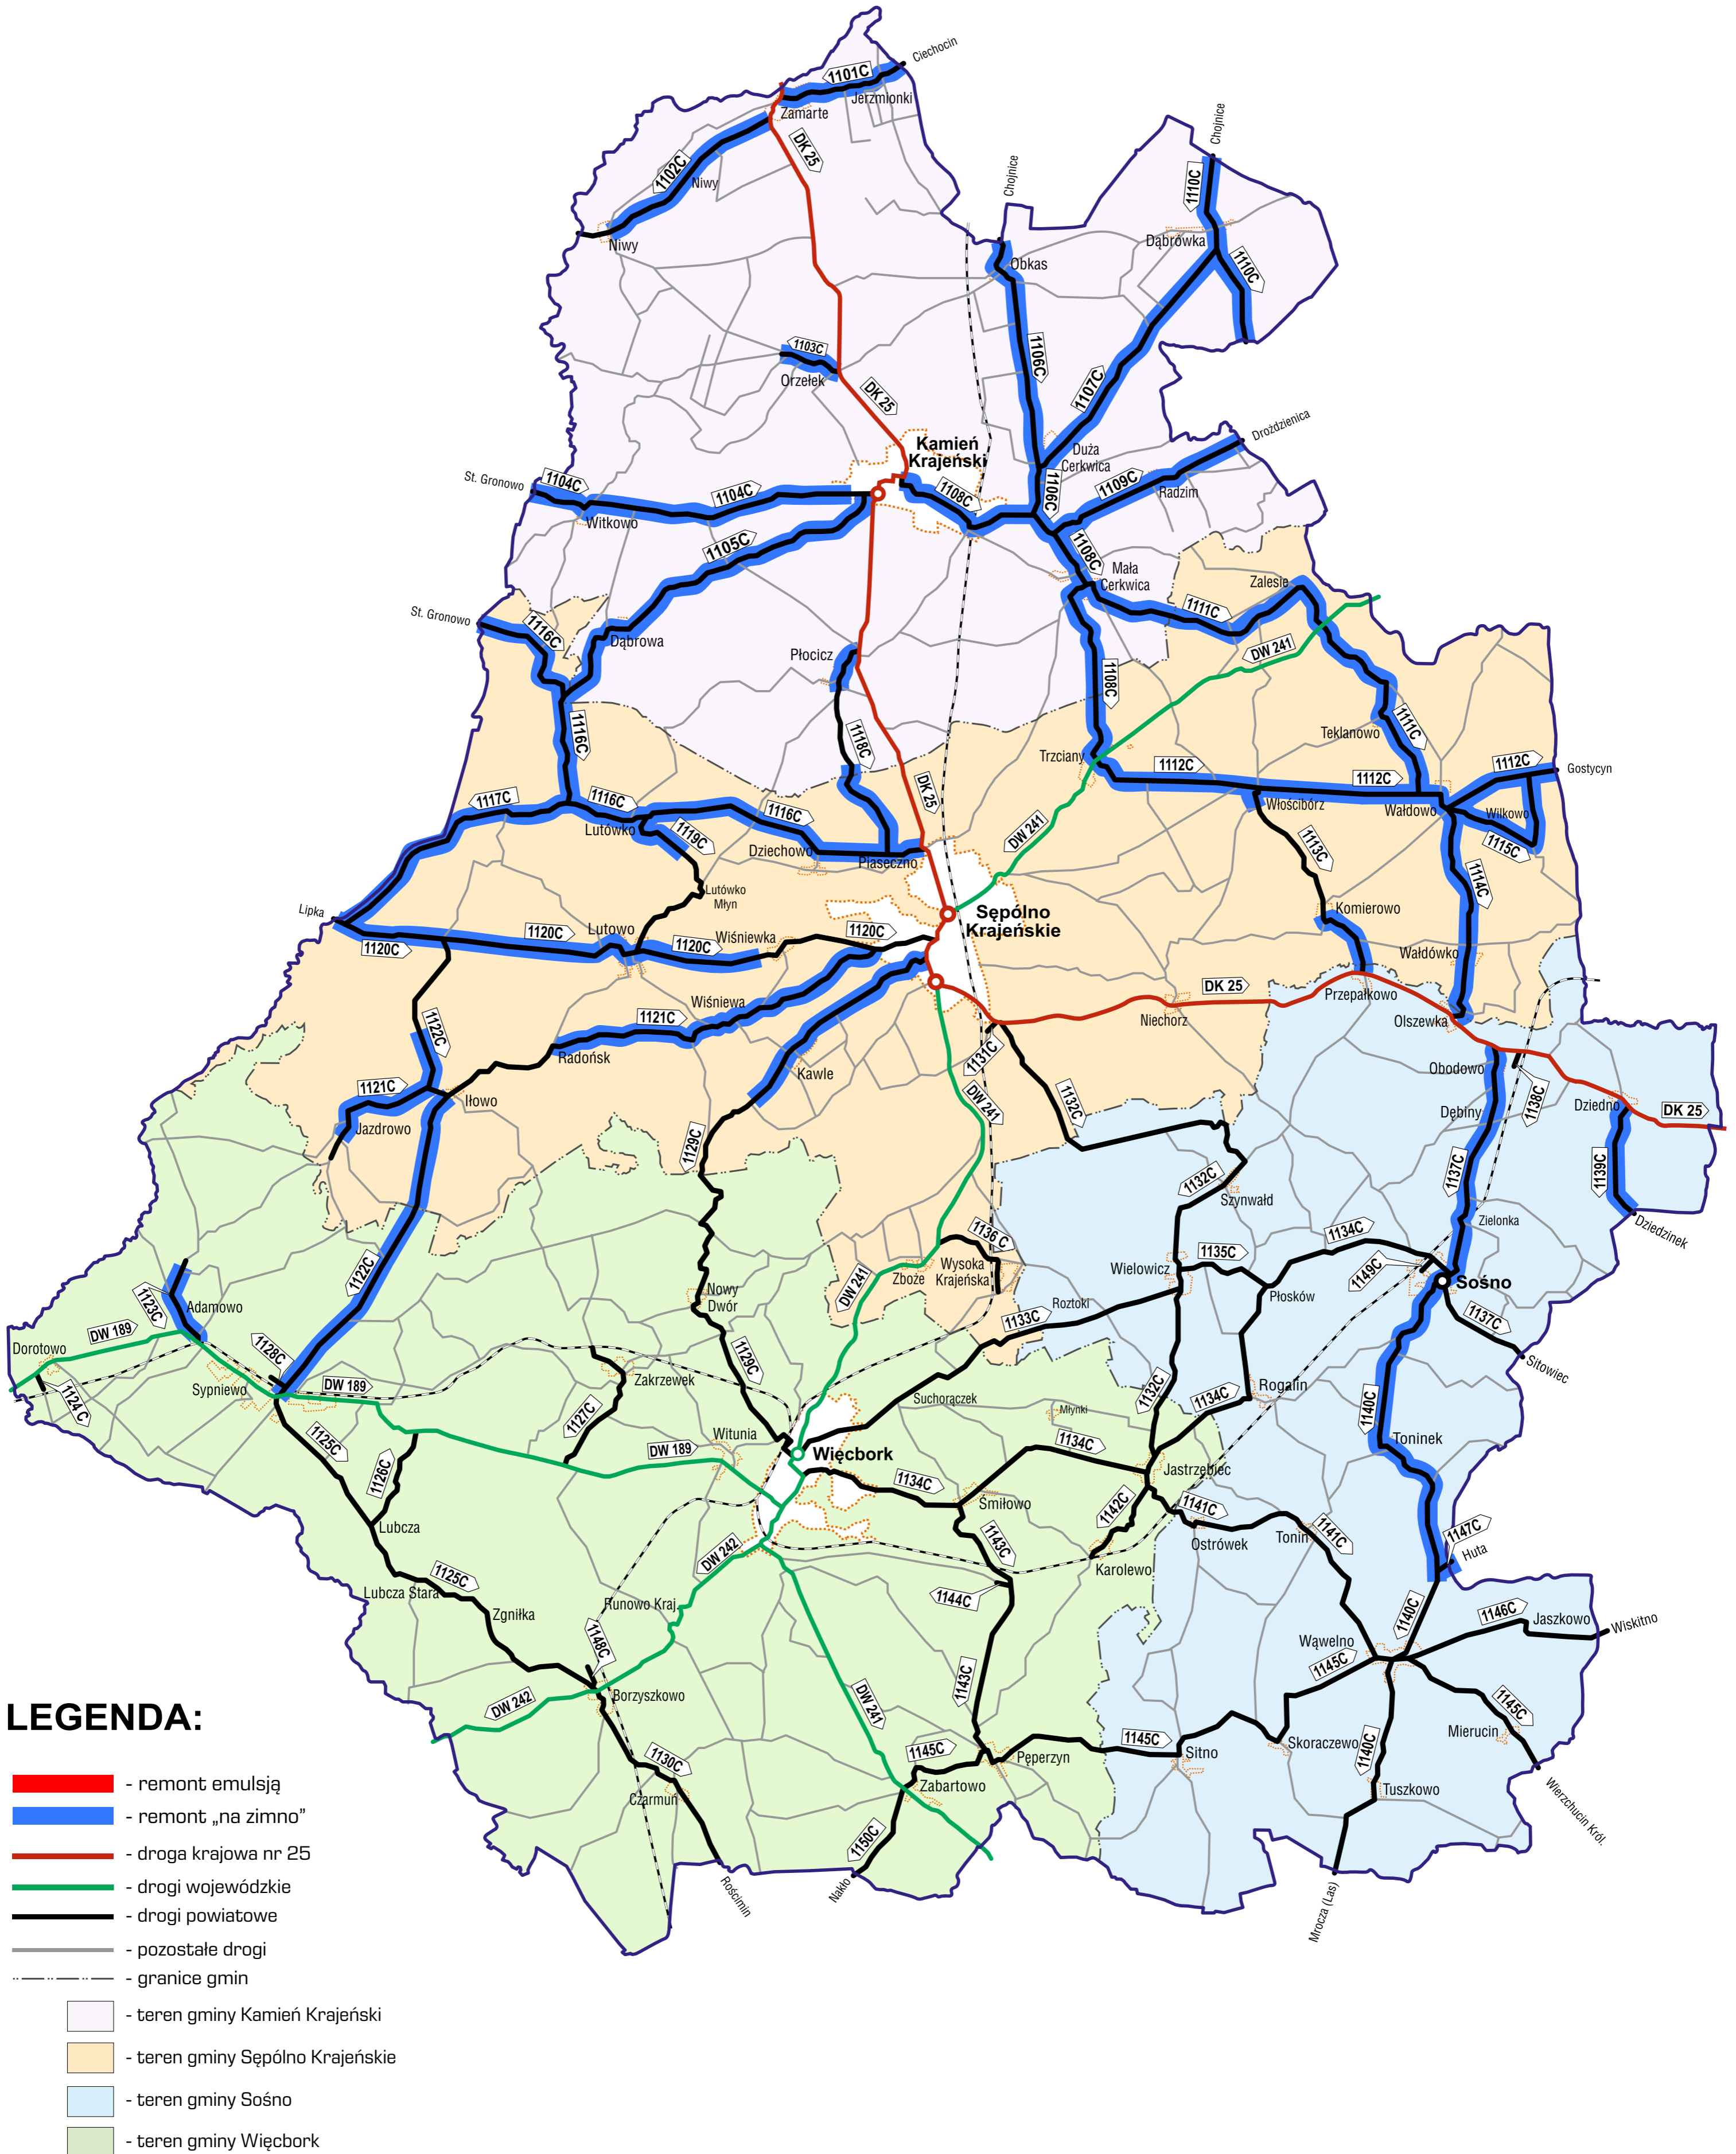 Ciechocin
1101C
Jerzmionki
Zamarte
DK 25
1102C
Niwy
Niwy
Chojnice
Chojnice
1110C
Dąbrówka
1110C
Obkas
1103C
Orzełek
1106C
1107C
DK 25
Kamień
Krajeński
Duża
Cerkwica
Drożdzienica
St. Gronowo
1104C
1104C
1108C
1106C
1109C
Radzim
Witkowo
1105C
1108C
Mała
Cerkwica
Zalesie
St. Gronowo
1116C
Dąbrowa
1111C
Płocicz
DW 241
1108C
1116C
1118C
Teklanowo
1111C
Trzciany
1112C
1112C
1112C
Gostycyn
DK 25
1117C
1116C
1116C
Lutówko
1119C
Włościbórz
Wałdowo
Wilkowo
1115C
DW 241
Dziechowo
Piaseczno
1113C
1114C
Lutówko
Młyn
Lipka
Sępólno
Krajeńskie
Komierowo
1120C
1120C
Lutowo
1120C
Wiśniewka
1120C
Wałdówko
DK 25
Przepałkowo
Niechorz
Olszewka
Wiśniewa
1121C
1122C
Radońsk
1131C
Kawle
Obodowo
1138C
1121C
Iłowo
DW 241
1132C
Dębiny
Dziedno
DK 25
Jazdrowo
1129C
1137C
1139C
1132C
Szynwałd
Zielonka
Dziedzinek
1136 C
1134C
1135C
Wysoka
Krajeńska
Zboże
Wielowicz
1149C
Sośno
1122C
DW 241
Nowy
Dwór
Roztoki
Płosków
1123C
Adamowo
1133C
1137C
DW 189
Dorotowo
1128C
1129C
Sitowiec
1124 C
Sypniewo
DW 189
Zakrzewek
Suchorączek
Rogalin
1132C
1134C
Młynki
1140C
1127C
1125C
1126C
Witunia
DW 189
Więcbork
1134C
Toninek
1134C
Jastrzębiec
Śmiłowo
1142C
1141C
Lubcza
Ostrówek
Tonin
1141C
1147C
Huta
1143C
DW 242
Karolewo
1125C
Lubcza Stara
1144C
Zgniłka
Runowo Kraj.
1140C
1146C
Jaszkowo
Wiskitno
1148C
Wąwelno
1145C
1143C
Borzyszkowo
DW 242
DW 241
1145C
Mierucin
LEGENDA:
1130C
1145C
Pęperzyn
1145C
Sitno
Skoraczewo
1140C
Zabartowo
Czarmuń
Tuszkowo
Wierzchucin Król.
1150C
Nakło
Rościmin
Mrocza (Las)
- remont emulsją
- remont „na zimno”
- droga krajowa nr 25
- drogi wojewódzkie
- drogi powiatowe
- pozostałe drogi
- granice gmin
- teren gminy Kamień Krajeński
- teren gminy Sępólno Krajeńskie
- teren gminy Sośno
- teren gminy Więcbork